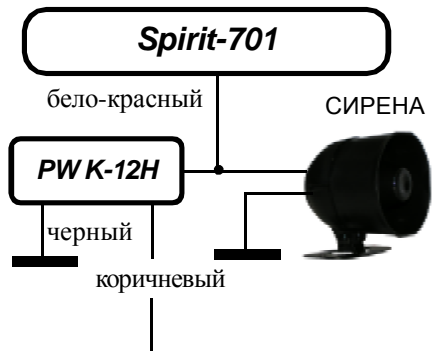 Spirit-701
бело-красный
СИРЕНА
PW K-12H
черный
коричневый